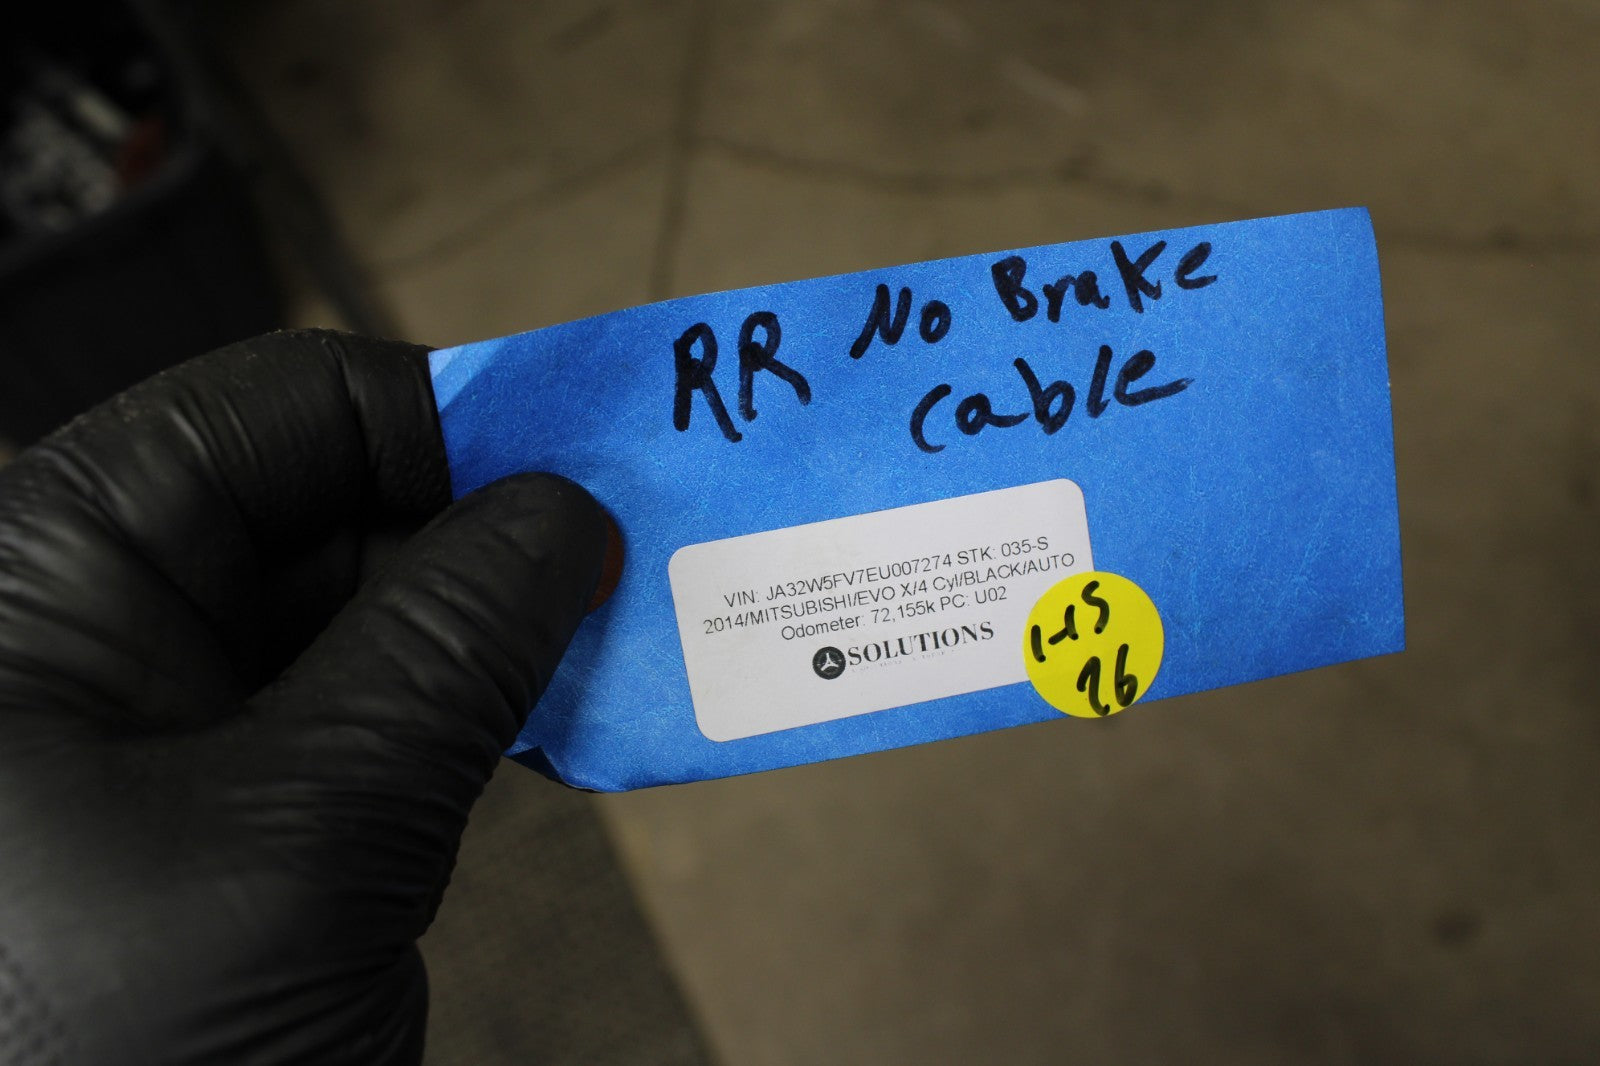 RR No Brake
Cable
VIN: JA32W5FV7EU007274 STK: 035-S
2014/MITSUBISHI/EVO X/4 Cyl/BLACK/AUTO
Odometer: 72,155k PC: U02
SOLUTIONS
1-15
26